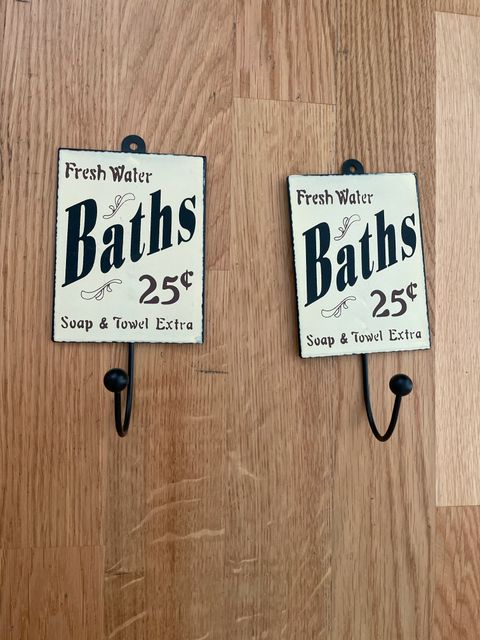 Fresh Water
Baths
25¢
Soap & Towel Extra
Fresh Water
Baths
25¢
Soap & Towel Extra